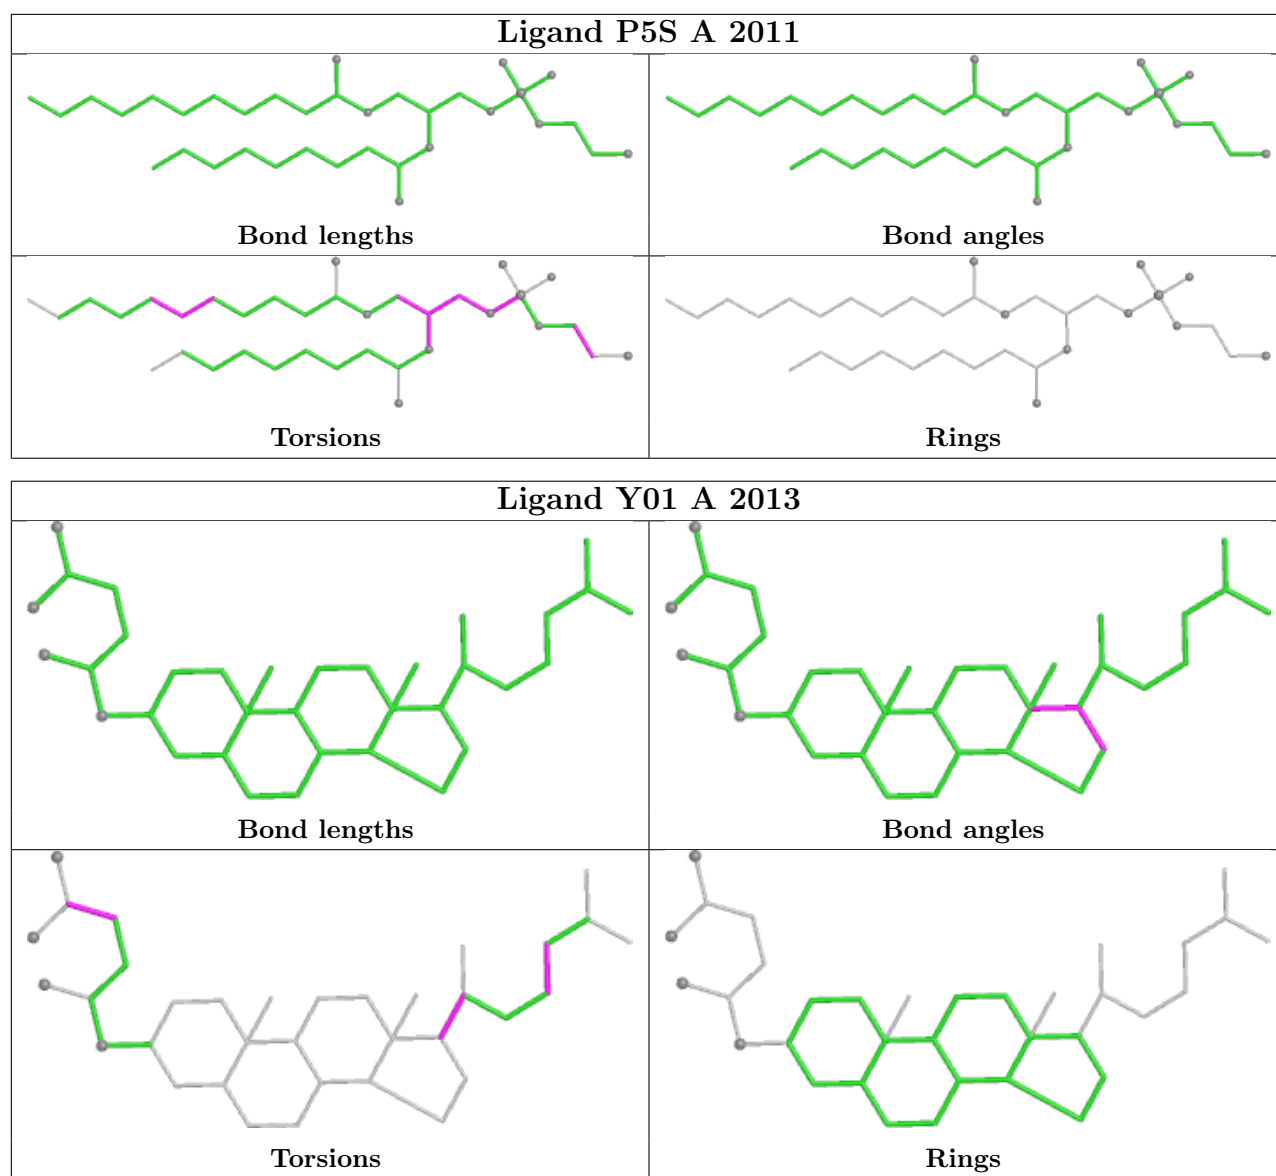 Ligand P5S A 2011
Bond lengths
Bond angles
Torsions
Rings
Ligand Y01 A 2013
Bond lengths
Bond angles
Torsions
Rings